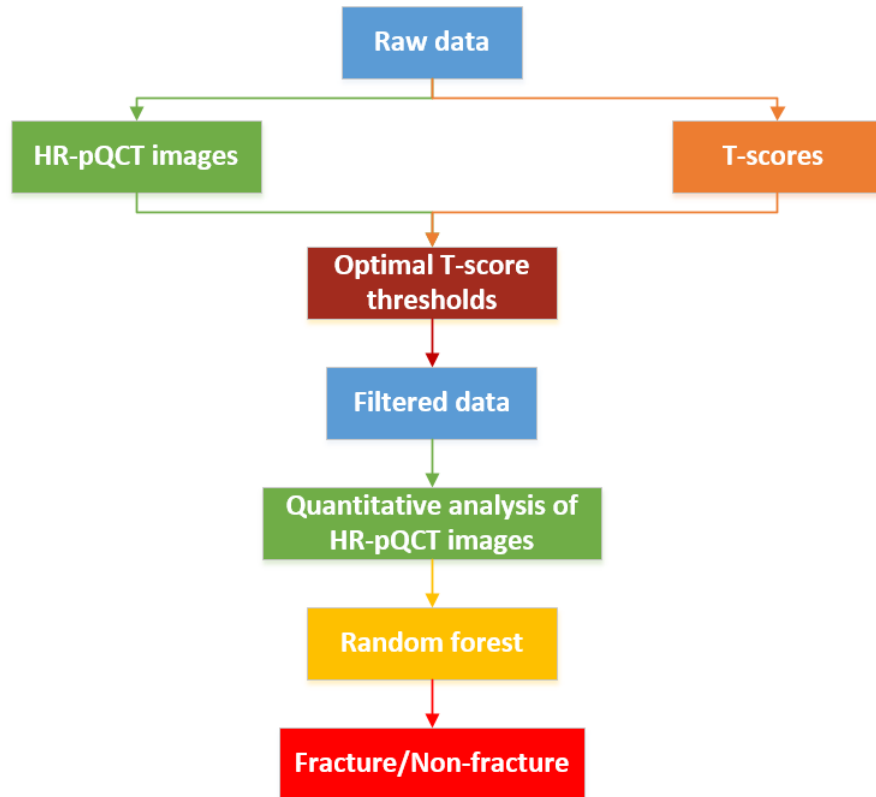 Raw data
HR-pQCT images
T-scores
Optimal T-score
thresholds
Filtered data
Quantitative analysis of
HR-pQCT images
Random forest
Fracture/Non-fracture